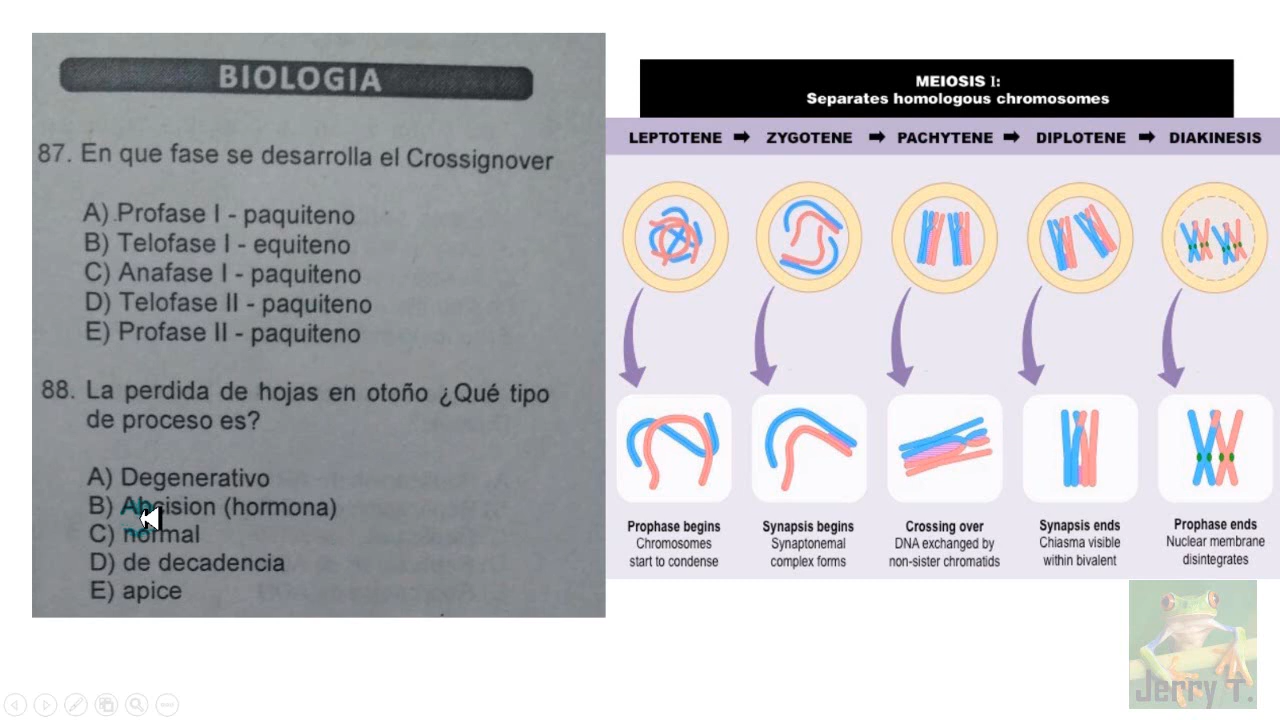 BIOLOGIA
87. En que fase se desarrolla el Crossignover
A) Profase I - paquiteno
B) Telofase I - equiteno
C) Anafase I - paquiteno
D) Telofase II - paquiteno
E) Profase II - paquiteno
88. La perdida de hojas en otoño ¿Qué tipo
de proceso es?
A) Degenerativo
B) Abcision (hormona)
C) normal
D) de decadencia
E) apice
MEIOSIS I:
Separates homologous chromosomes
LEPTOTENE ➡ ZYGOTENE ➡ PACHYTENE ➡ DIPLOTENE ➡ DIAKINESIS
Prophase begins
Chromosomes
start to condense
Synapsis begins
Synaptonemal
complex forms
Crossing over
DNA exchanged by
non-sister chromatids
Synapsis ends
Chiasma visible
within bivalent
Prophase ends
Nuclear membrane
disintegrates
Jerry T.